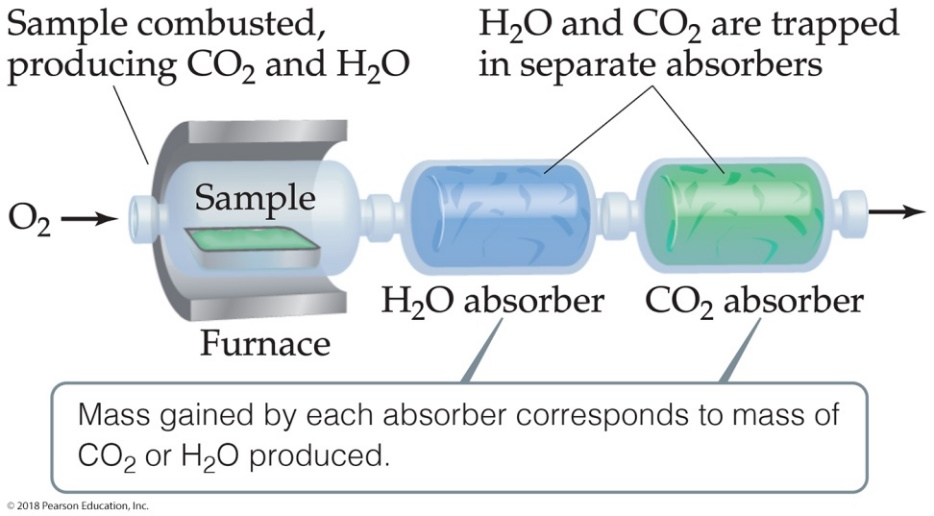 Sample combusted,
producing CO₂ and H₂O
H₂O and CO₂ are trapped
in separate absorbers
O₂
Sample
H₂O absorber
CO₂ absorber
Furnace
Mass gained by each absorber corresponds to mass of
CO₂ or H₂O produced.
© 2018 Pearson Education, Inc.